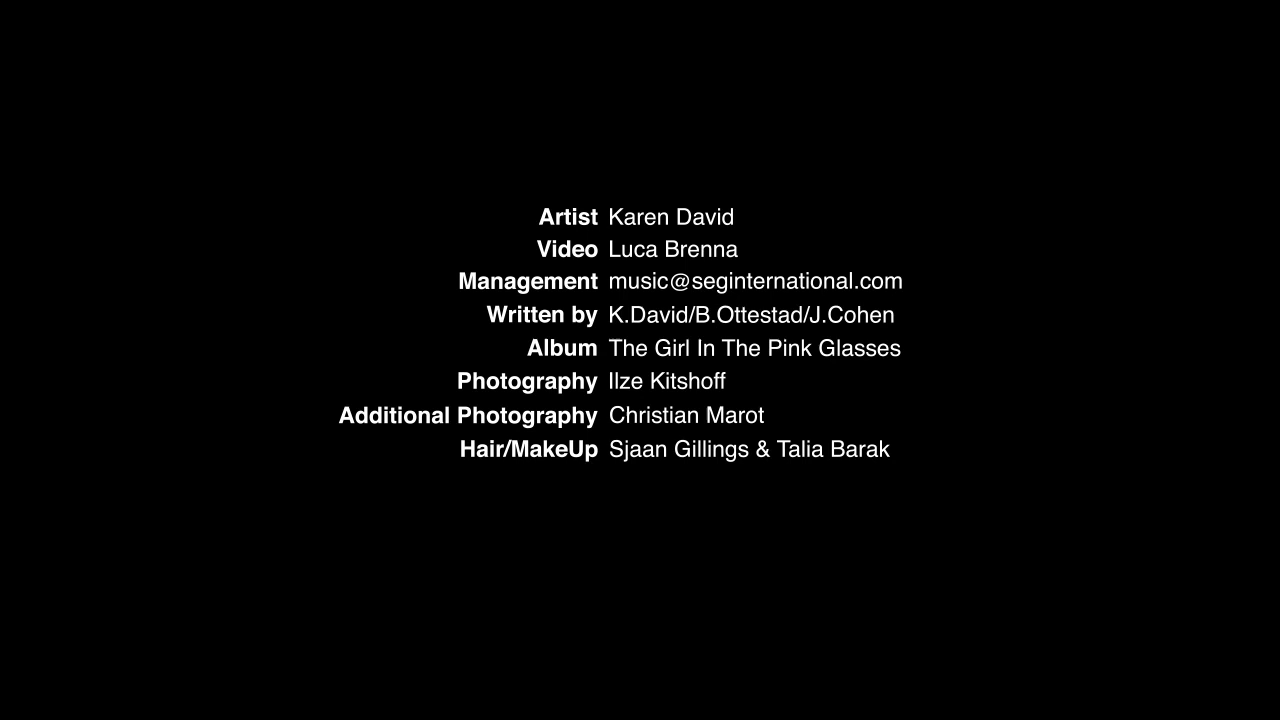 Artist Karen David
Video Luca Brenna
Management music@seginternational.com
Written by K.David/B.Ottestad/J.Cohen
Album The Girl In The Pink Glasses
Photography Ilze Kitshoff
Additional Photography Christian Marot
Hair/MakeUp Sjaan Gillings & Talia Barak